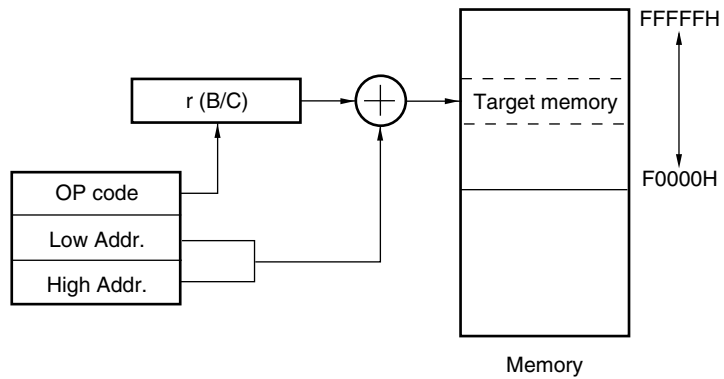 FFFFFH
r (B/C)
Target memory
OP code
F0000H
Low Addr.
High Addr.
Memory